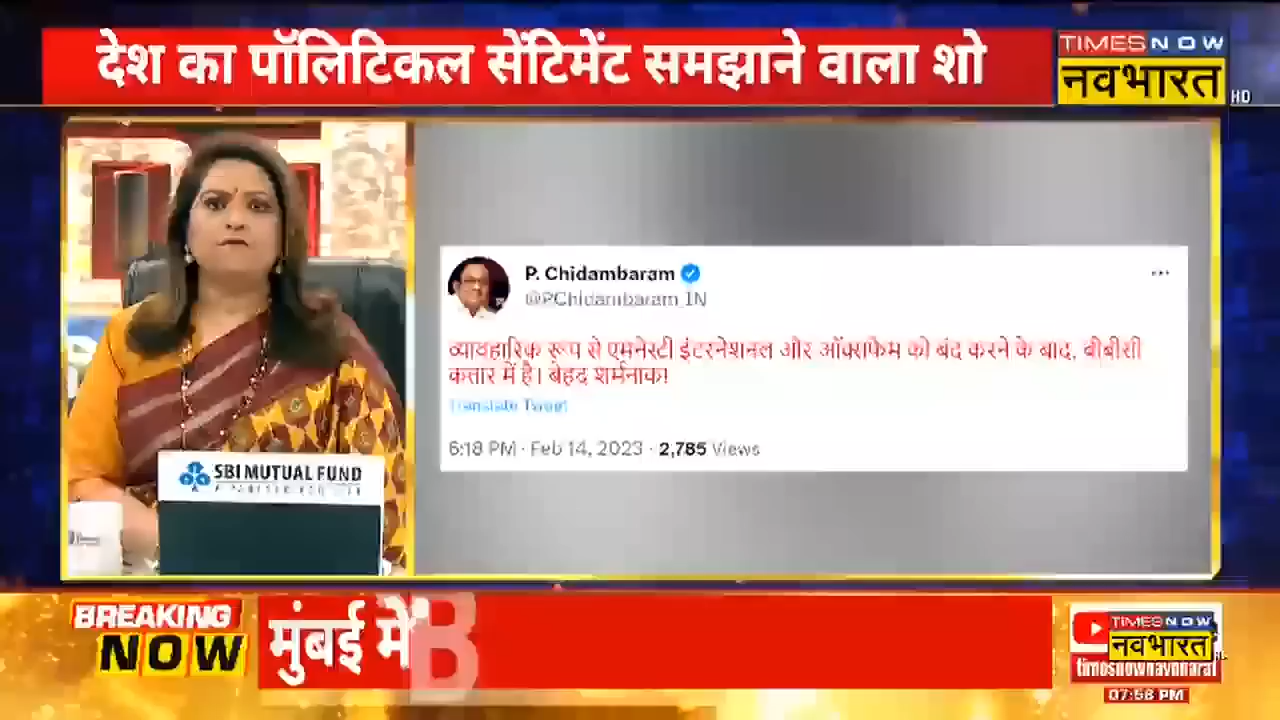 देश का पॉलिटिकल सेंटिमेंट समझाने वाला शो
TIMES NOW
नवभारत
HD
P. Chidambaram
@PChidambaram_IN
व्यावहारिक रूप से एमनेस्टी इंटरनेशनल और ऑक्सफैम को बंद करने के बाद, बीबीसी
कतार में है। बेहद शर्मनाक!
Translate Tweet
6:18 PM · Feb 14, 2023 · 2,785 Views
SBI MUTUAL FUND
BREAKING
NOW
मुंबई में
B
TIMES NOW
नवभारत
timesnownavbharat
07:58 PM